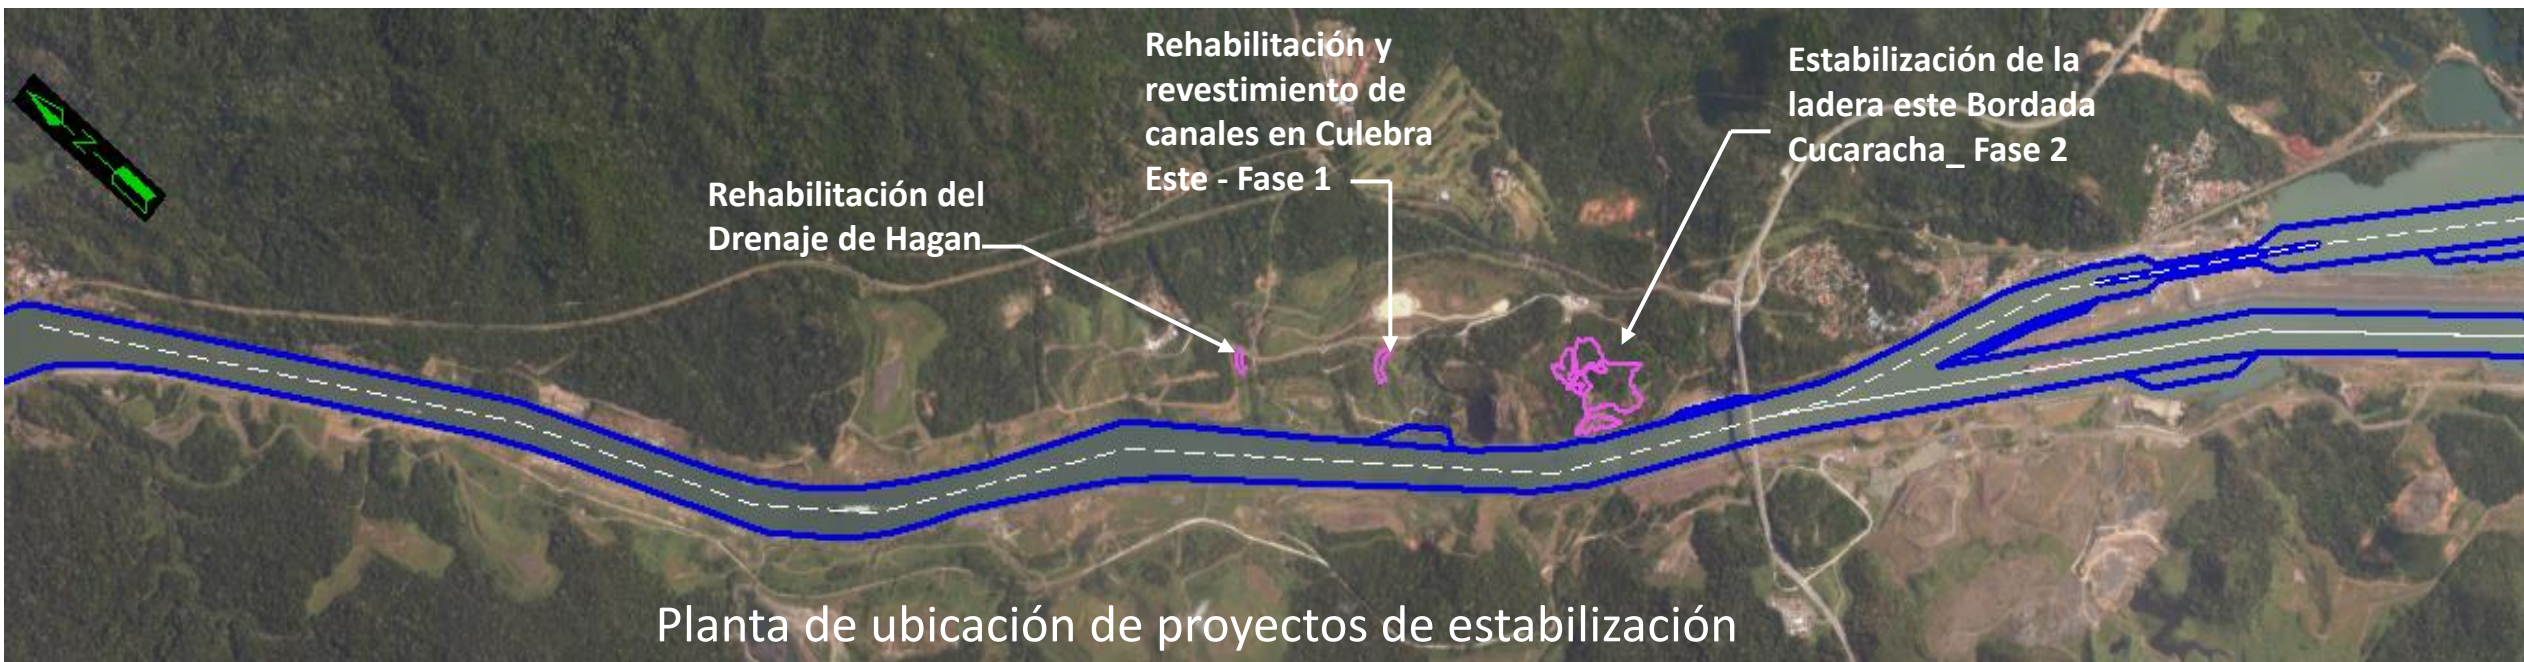 Rehabilitación y
revestimiento de
canales en Culebra
Este - Fase 1
Estabilización de la
ladera este Bordada
Cucaracha_ Fase 2
Rehabilitación del
Drenaje de Hagan
N
Planta de ubicación de proyectos de estabilización